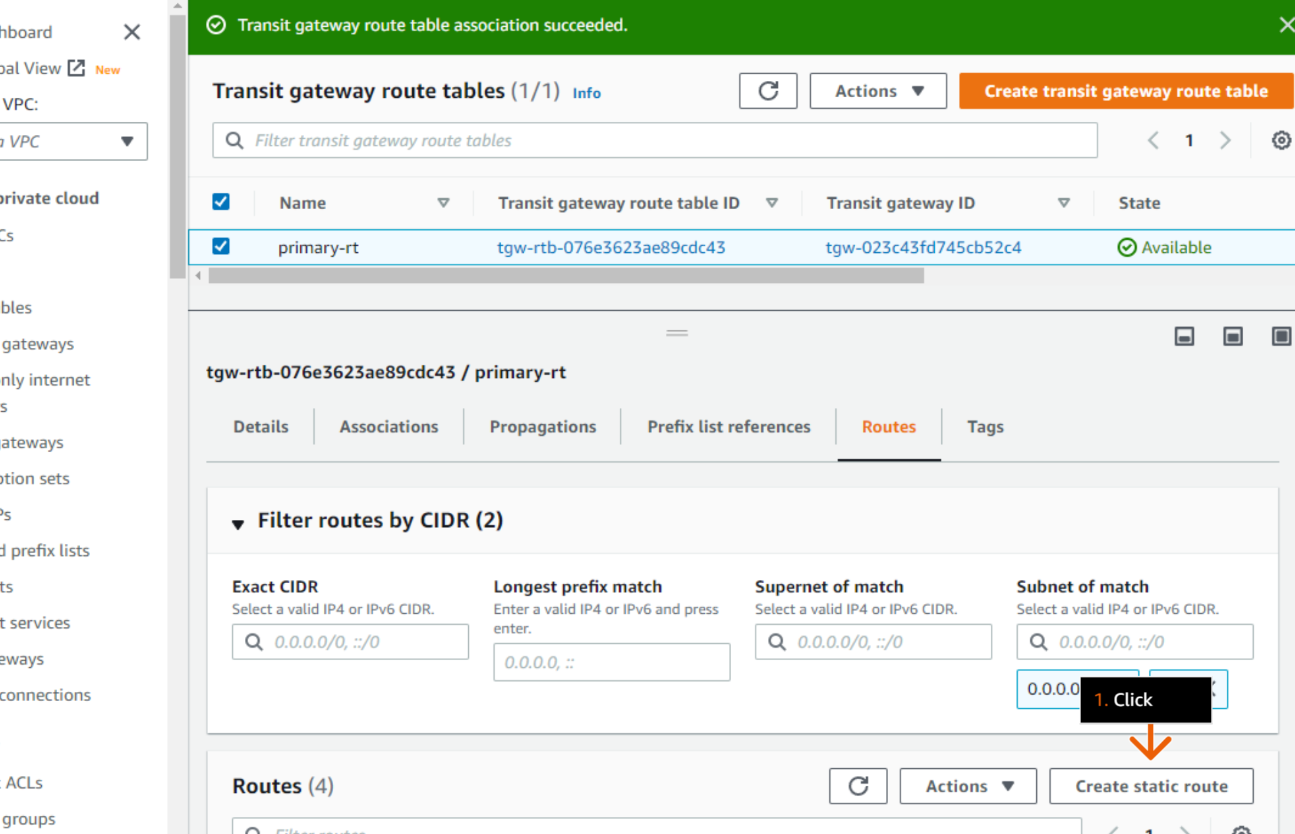 hboard
bal View New
VPC:
a VPC
private cloud
Cs
bles
gateways
nly internet
s
gateways
ption sets
Ps
d prefix lists
ts
t services
eways
connections
ACLs
groups
Transit gateway route table association succeeded.
Transit gateway route tables (1/1) Info
Actions
Create transit gateway route table
Filter transit gateway route tables
1
Name Transit gateway route table ID Transit gateway ID State
primary-rt tgw-rtb-076e3623ae89cdc43 tgw-023c43fd745cb52c4 Available
tgw-rtb-076e3623ae89cdc43 / primary-rt
Details Associations Propagations Prefix list references Routes Tags
Filter routes by CIDR (2)
Exact CIDR
Select a valid IP4 or IPv6 CIDR.
0.0.0.0/0, ::/0
Longest prefix match
Enter a valid IP4 or IPv6 and press
enter.
0.0.0.0, ::
Supernet of match
Select a valid IP4 or IPv6 CIDR.
0.0.0.0/0, ::/0
Subnet of match
Select a valid IP4 or IPv6 CIDR.
0.0.0.0/0, ::/0
0.0.0.0
1. Click
Routes (4)
Actions
Create static route
Filter routes
1